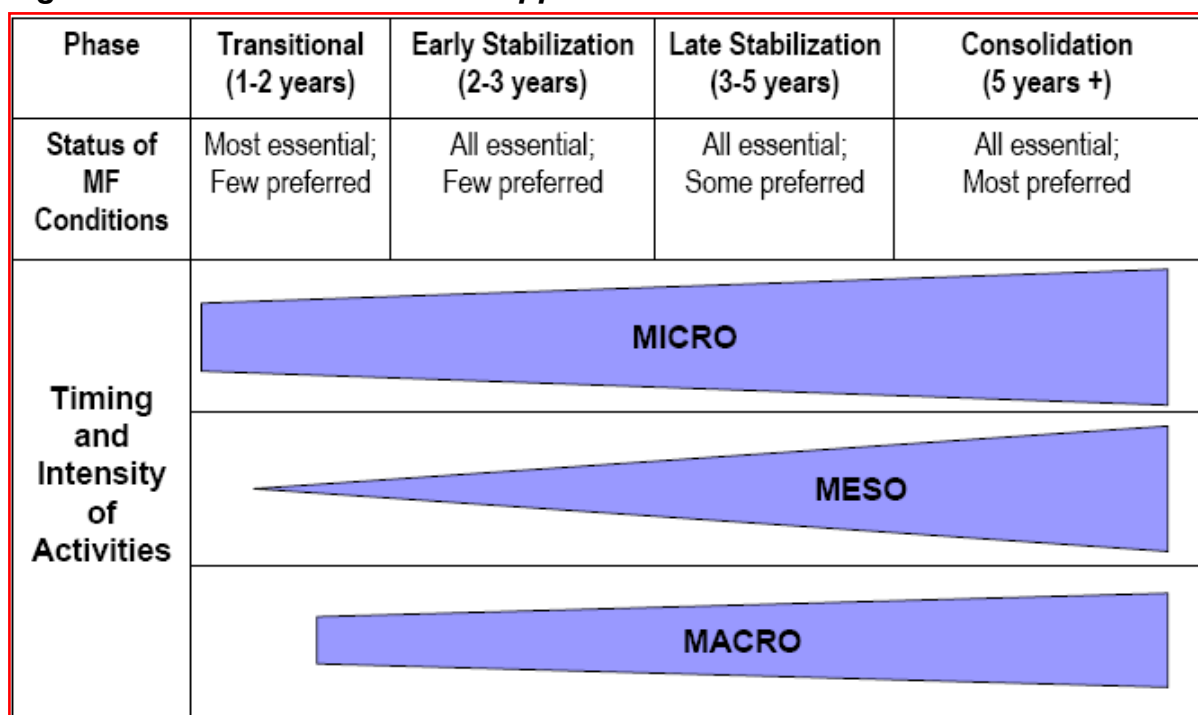 Phase
Transitional
(1-2 years)
Early Stabilization
(2-3 years)
Late Stabilization
(3-5 years)
Consolidation
(5 years +)
Status of
MF
Conditions
Most essential;
Few preferred
All essential;
Few preferred
All essential;
Some preferred
All essential;
Most preferred
Timing
and
Intensity
of
Activities
MICRO
MESO
MACRO